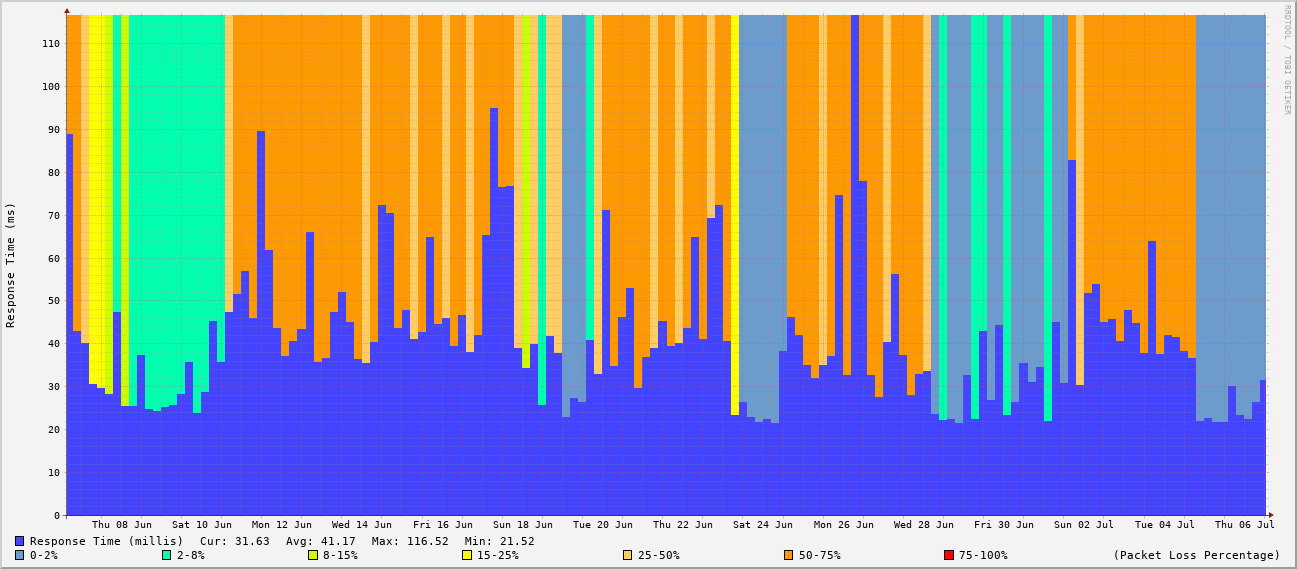 RRDTOOL / TOBI OETIKER
Response Time (ms)
110
100
90
80
70
60
50
40
30
20
10
0
Thu 08 Jun Sat 10 Jun Mon 12 Jun Wed 14 Jun Fri 16 Jun Sun 18 Jun Tue 20 Jun Thu 22 Jun Sat 24 Jun Mon 26 Jun Wed 28 Jun Fri 30 Jun Sun 02 Jul Tue 04 Jul Thu 06 Jul
Response Time (millis) Cur: 31.63 Avg: 41.17 Max: 116.52 Min: 21.52
0-2% 2-8% 8-15% 15-25% 25-50% 50-75% 75-100% (Packet Loss Percentage)